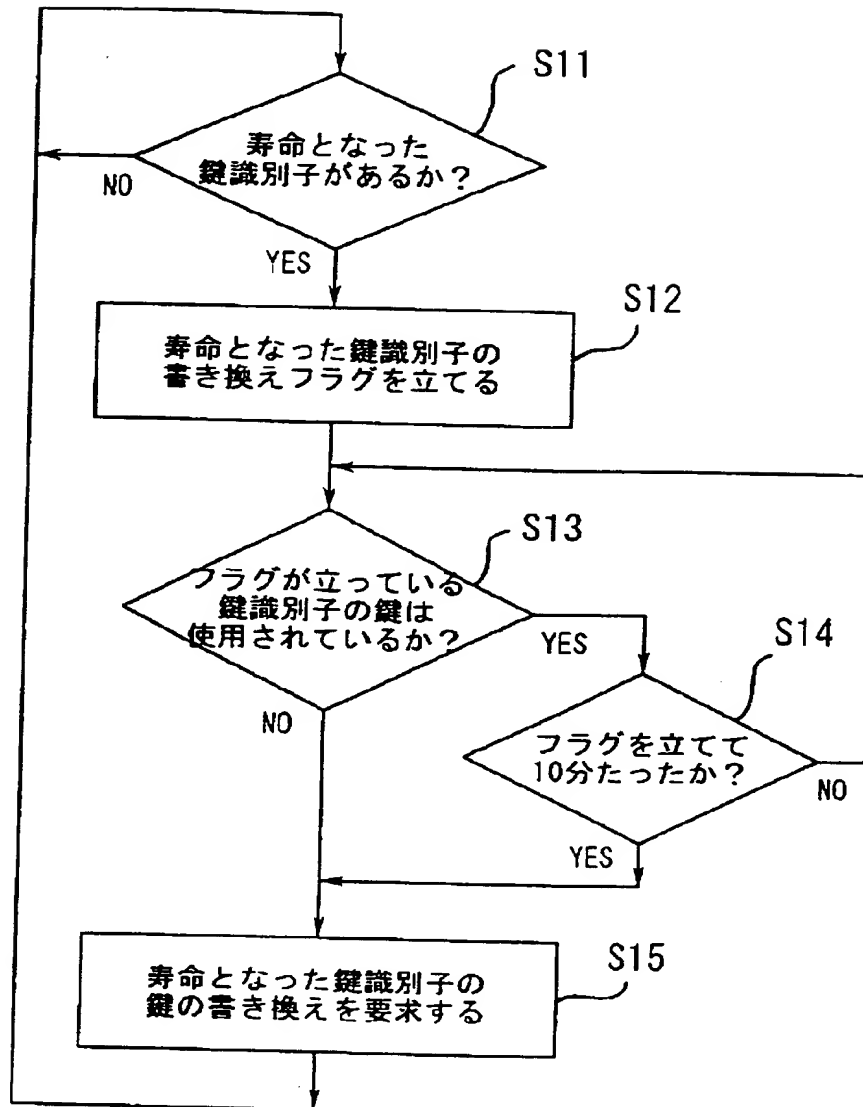 S11
寿命となった
鍵識別子があるか?
NO
YES
S12
寿命となった鍵識別子の
書き換えフラグを立てる
S13
フラグが立っている
鍵識別子の鍵は
使用されているか?
YES
S14
NO
フラグを立てて
10分たったか?
NO
YES
S15
寿命となった鍵識別子の
鍵の書き換えを要求する